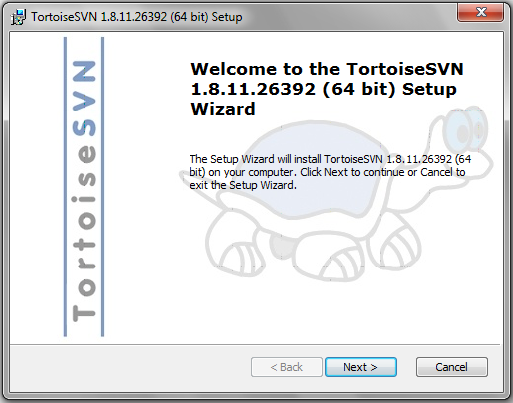 TortoiseSVN 1.8.11.26392 (64 bit) Setup
TortoiseSVN
Welcome to the TortoiseSVN
1.8.11.26392 (64 bit) Setup
Wizard
The Setup Wizard will install TortoiseSVN 1.8.11.26392 (64
bit) on your computer. Click Next to continue or Cancel to
exit the Setup Wizard.
< Back
Next >
Cancel